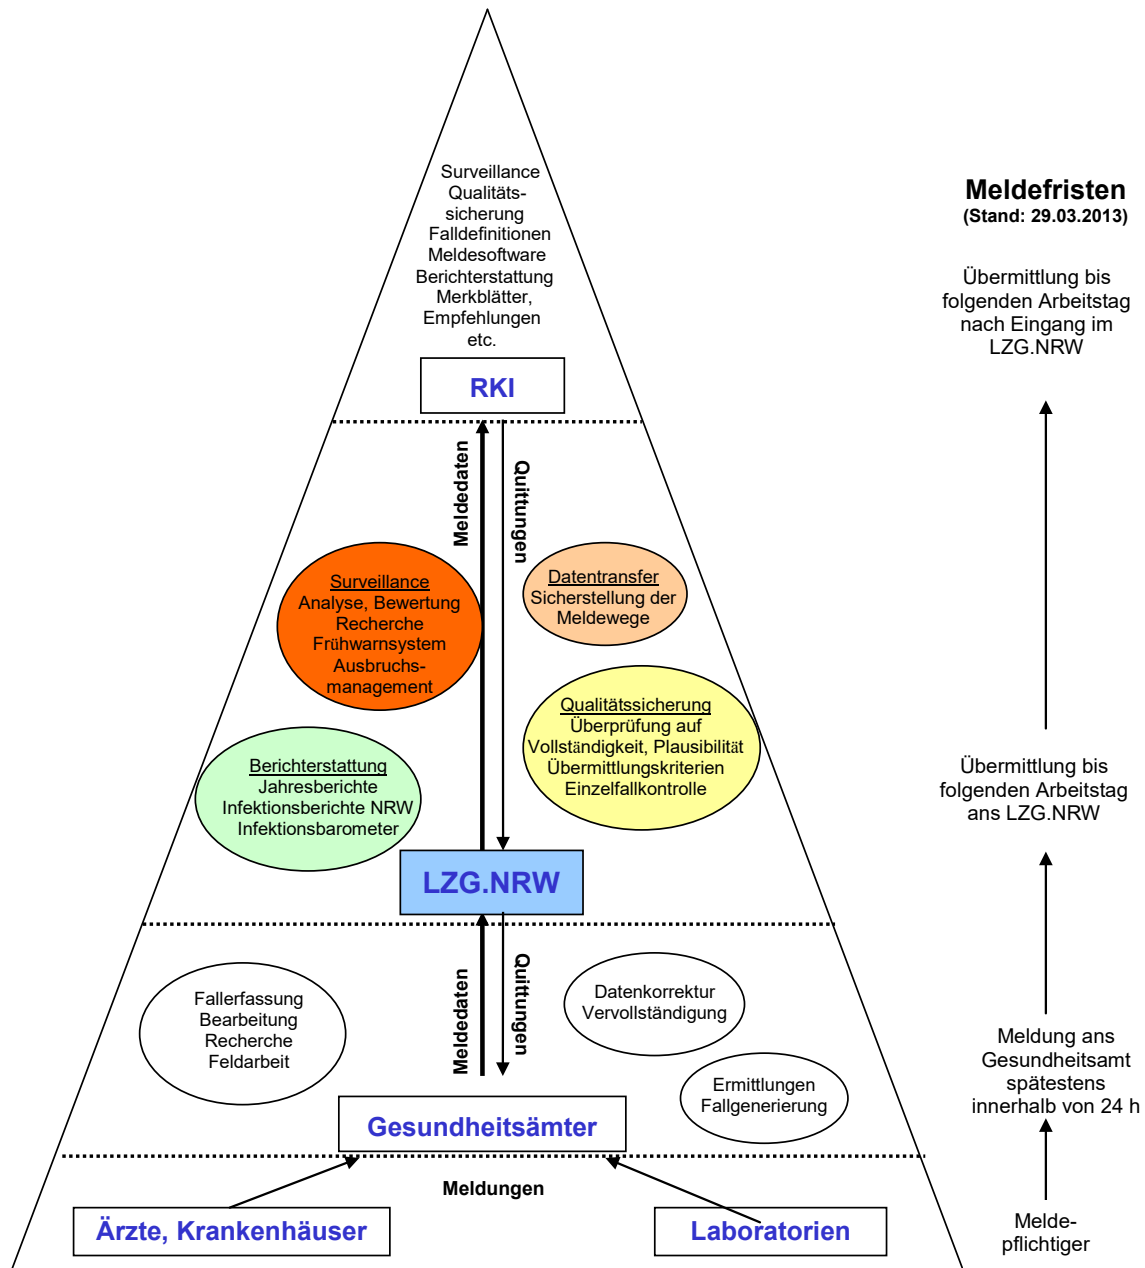 Surveillance
Qualitäts-
sicherung
Falldefinitionen
Meldesoftware
Berichterstattung
Merkblätter,
Empfehlungen
etc.
RKI
Meldefristen
(Stand: 29.03.2013)
Übermittlung bis
folgenden Arbeitstag
nach Eingang im
LZG.NRW
Meldedaten
Quittungen
Surveillance
Analyse, Bewertung
Recherche
Frühwarnsystem
Ausbruchs-
management
Datentransfer
Sicherstellung der
Meldewege
Qualitätssicherung
Überprüfung auf
Vollständigkeit, Plausibilität
Übermittlungskriterien
Einzelfallkontrolle
Berichterstattung
Jahresberichte
Infektionsberichte NRW
Infektionsbarometer
Übermittlung bis
folgenden Arbeitstag
ans LZG.NRW
LZG.NRW
Meldedaten
Quittungen
Fallerfassung
Bearbeitung
Recherche
Feldarbeit
Datenkorrektur
Vervollständigung
Ermittlungen
Fallgenerierung
Meldung ans
Gesundheitsamt
spätestens
innerhalb von 24 h
Gesundheitsämter
Meldungen
Ärzte, Krankenhäuser
Laboratorien
Melde-
pflichtiger